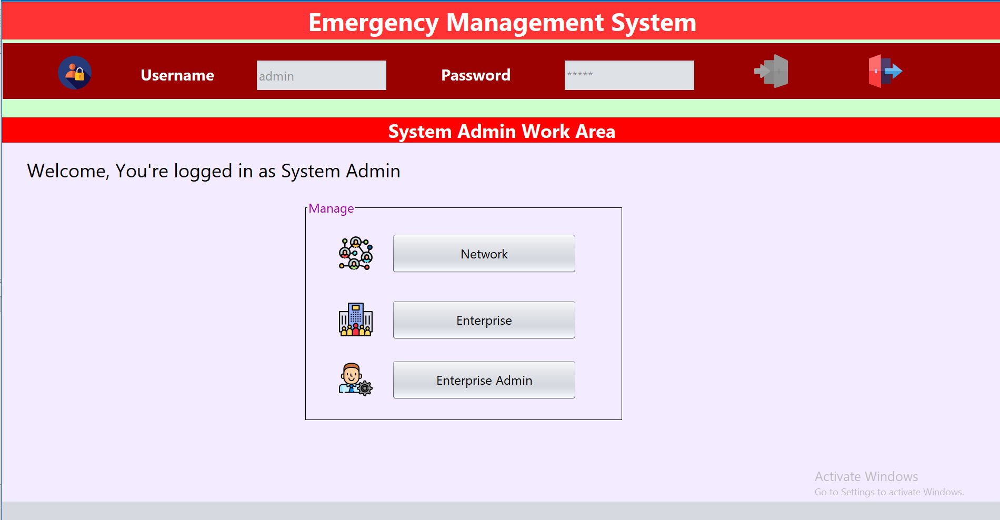 Emergency Management System
Username admin Password *****
System Admin Work Area
Welcome, You're logged in as System Admin
Manage
Network
Enterprise
Enterprise Admin
Activate Windows
Go to Settings to activate Windows.